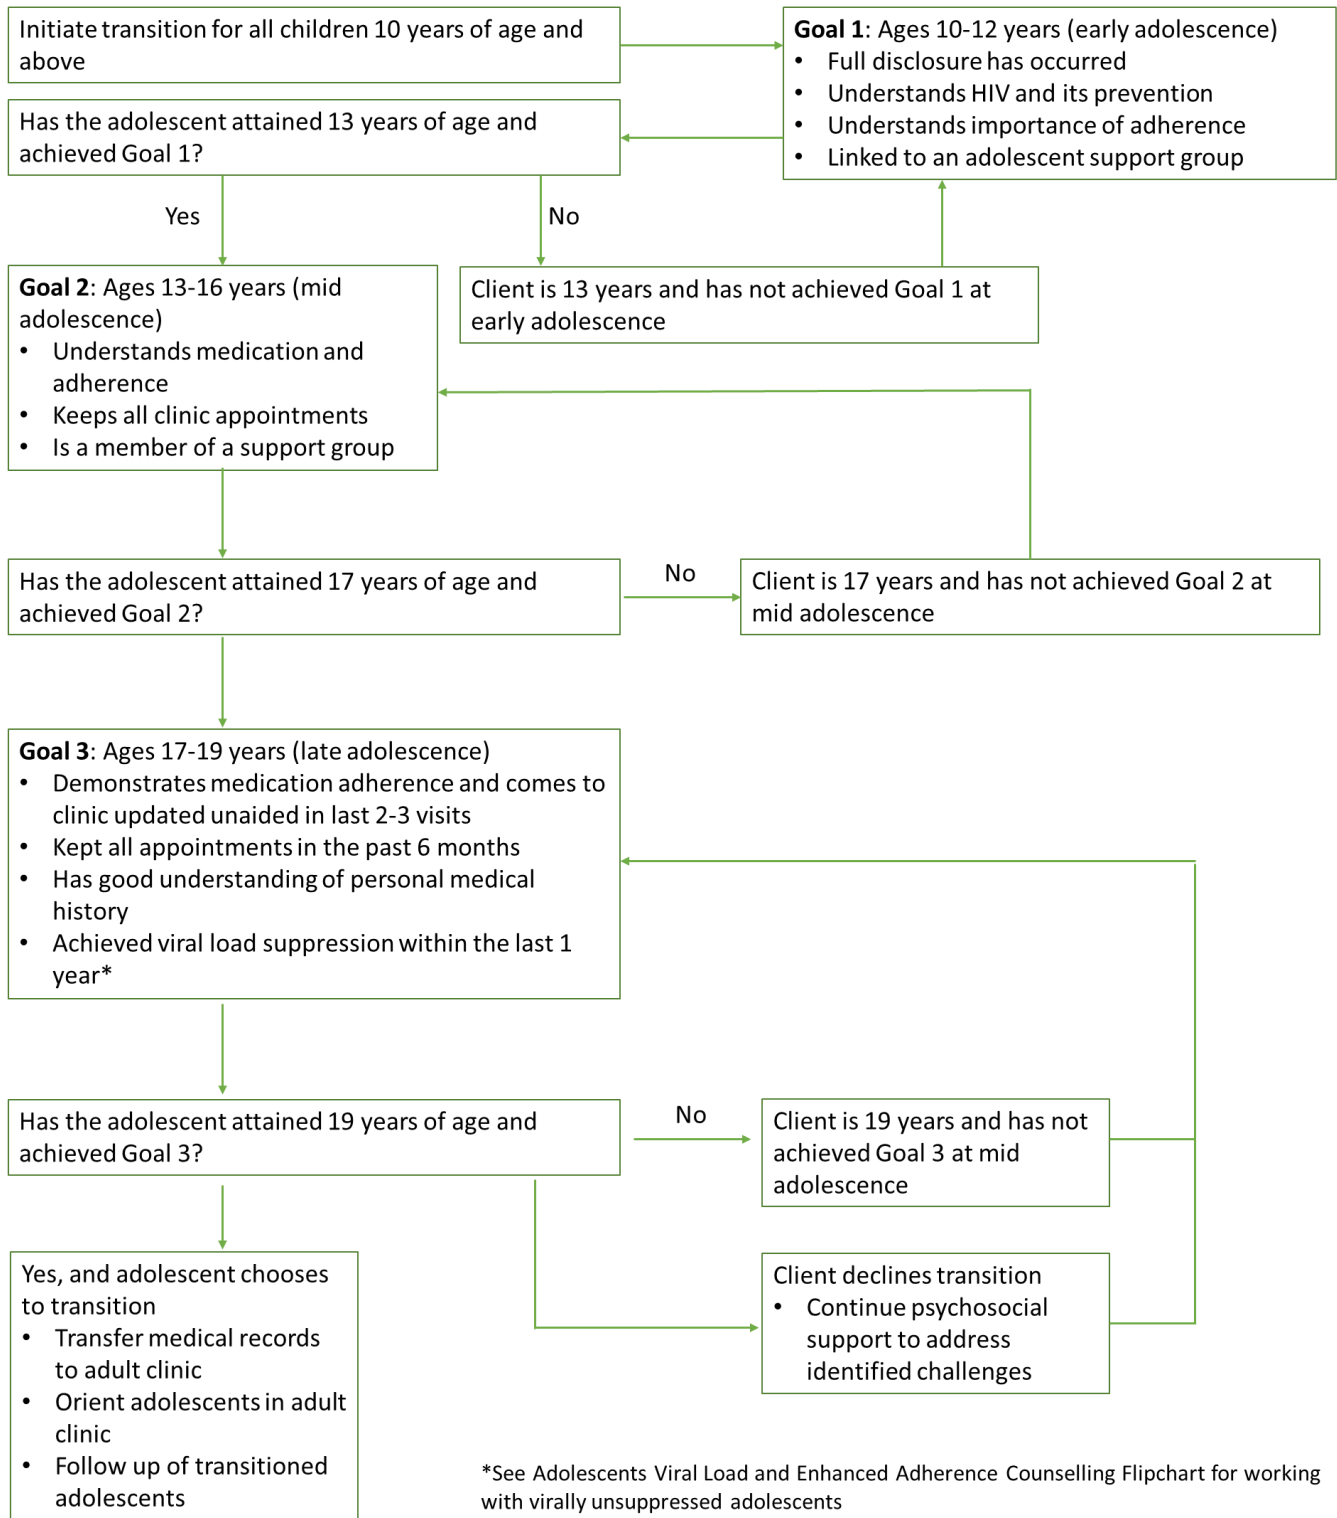 Initiate transition for all children 10 years of age and
above
Goal 1: Ages 10-12 years (early adolescence)
• Full disclosure has occurred
• Understands HIV and its prevention
• Understands importance of adherence
• Linked to an adolescent support group
Has the adolescent attained 13 years of age and
achieved Goal 1?
Yes
No
Goal 2: Ages 13-16 years (mid
adolescence)
• Understands medication and
adherence
• Keeps all clinic appointments
• Is a member of a support group
Client is 13 years and has not achieved Goal 1 at
early adolescence
Has the adolescent attained 17 years of age and
achieved Goal 2?
No
Client is 17 years and has not achieved Goal 2 at
mid adolescence
Goal 3: Ages 17-19 years (late adolescence)
• Demonstrates medication adherence and comes to
clinic updated unaided in last 2-3 visits
• Kept all appointments in the past 6 months
• Has good understanding of personal medical
history
• Achieved viral load suppression within the last 1
year*
Has the adolescent attained 19 years of age and
achieved Goal 3?
No
Client is 19 years and has not
achieved Goal 3 at mid
adolescence
Yes, and adolescent chooses
to transition
• Transfer medical records
to adult clinic
• Orient adolescents in adult
clinic
• Follow up of transitioned
adolescents
Client declines transition
• Continue psychosocial
support to address
identified challenges
*See Adolescents Viral Load and Enhanced Adherence Counselling Flipchart for working
with virally unsuppressed adolescents